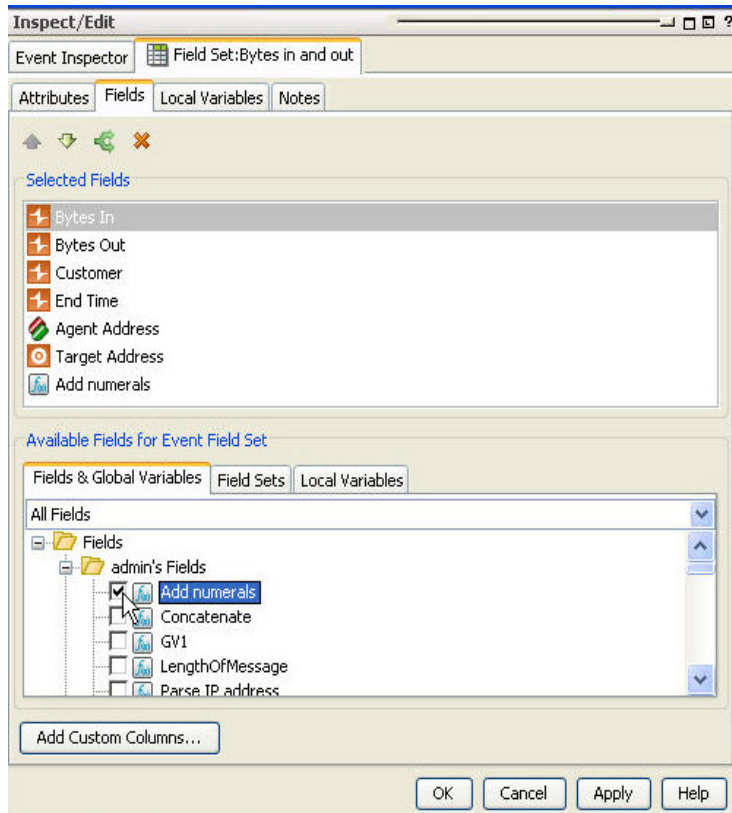 Inspect/Edit ?
Event Inspector Field Set:Bytes in and out
Attributes Fields Local Variables Notes
Selected Fields
Bytes In
Bytes Out
Customer
End Time
Agent Address
Target Address
Add numerals
Available Fields for Event Field Set
Fields & Global Variables Field Sets Local Variables
All Fields
Fields
admin's Fields
Add numerals
Concatenate
GV1
LengthOfMessage
Parse IP address
Add Custom Columns...
OK Cancel Apply Help